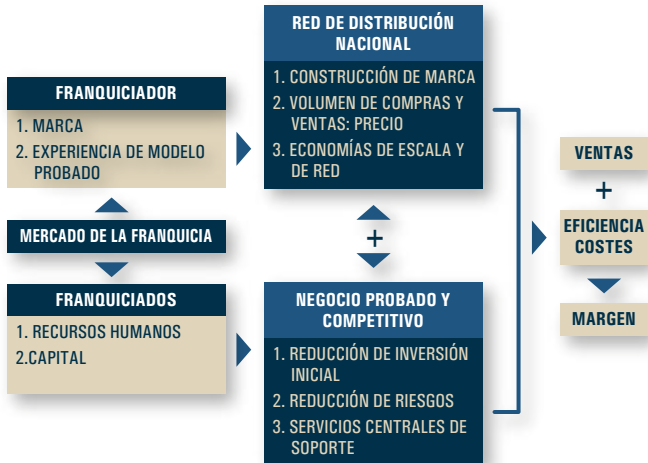 FRANQUICIADOR
1. MARCA
2. EXPERIENCIA DE MODELO
PROBADO
MERCADO DE LA FRANQUICIA
FRANQUICIADOS
1. RECURSOS HUMANOS
2.CAPITAL
RED DE DISTRIBUCIÓN
NACIONAL
1. CONSTRUCCIÓN DE MARCA
2. VOLUMEN DE COMPRAS Y
VENTAS: PRECIO
3. ECONOMÍAS DE ESCALA Y
DE RED
+
NEGOCIO PROBADO Y
COMPETITIVO
1. REDUCCIÓN DE INVERSIÓN
INICIAL
2. REDUCCIÓN DE RIESGOS
3. SERVICIOS CENTRALES DE
SOPORTE
VENTAS
+
EFICIENCIA
COSTES
MARGEN